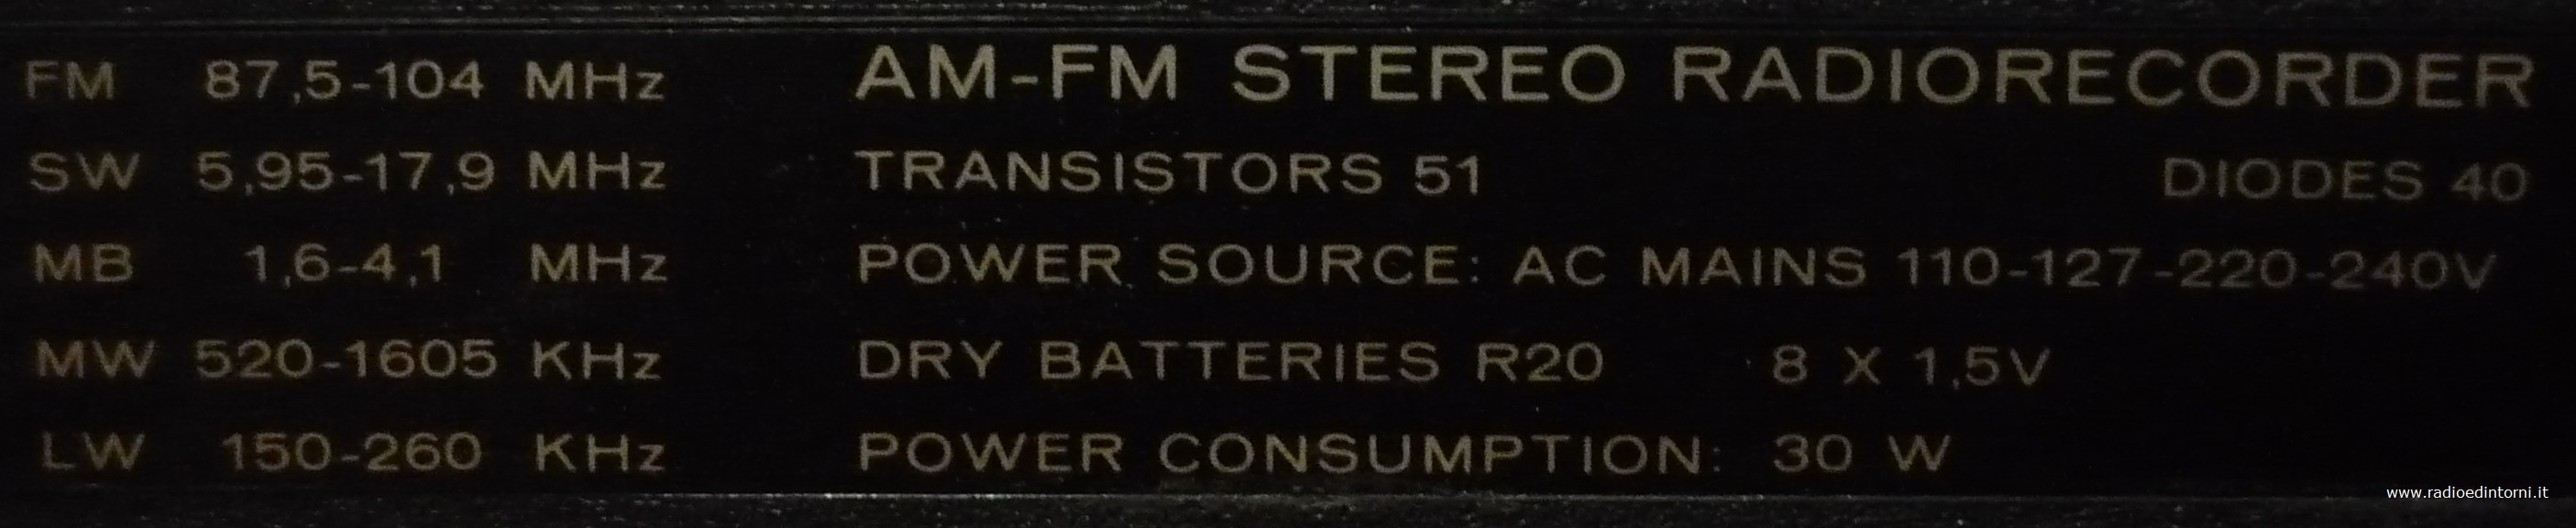 FM 87,5-104 MHz
SW 5,95-17,9 MHz
MB 1,6-4,1 MHz
MW 520-1605 KHz
LW 150-260 KHz
AM-FM STEREO RADIORECORDER
TRANSISTORS 51 DIODES 40
POWER SOURCE: AC MAINS 110-127-220-240V
DRY BATTERIES R20 8 X 1,5V
POWER CONSUMPTION: 30 W
www.radioedintorni.it